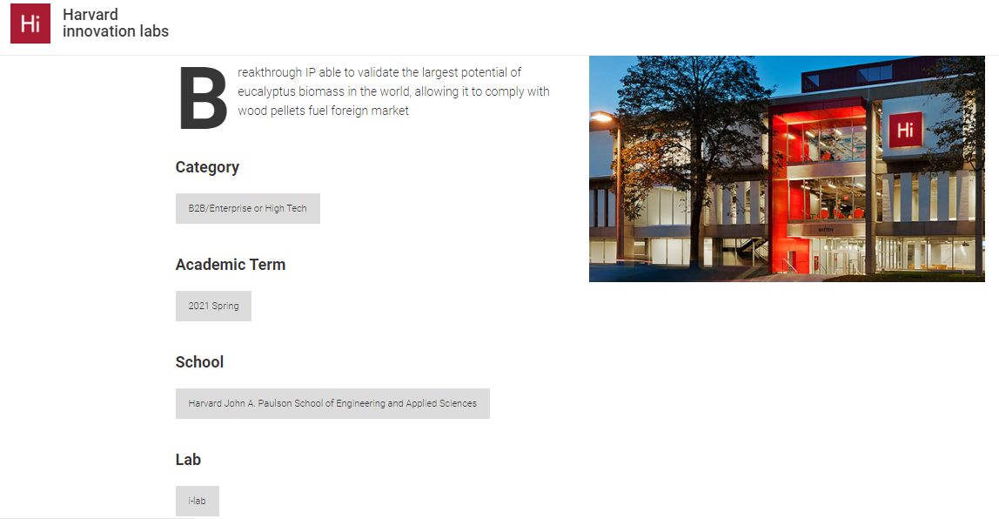 Hi
Harvard
innovation labs
Breakthrough IP able to validate the largest potential of
eucalyptus biomass in the world, allowing it to comply with
wood pellets fuel foreign market
Hi
BATTEN
Category
B2B/Enterprise or High Tech
Academic Term
2021 Spring
School
Harvard John A. Paulson School of Engineering and Applied Sciences
Lab
i-lab